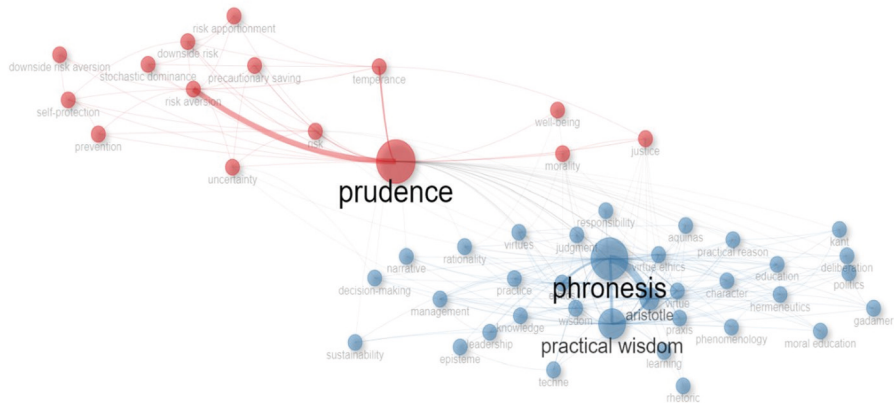 risk apportionment
downside risk
downside risk aversion
stochastic dominance
precautionary saving
temperance
risk aversion
self-protection
well-being
prevention
risk
justice
morality
uncertainty
prudence
responsibility
virtues
judgment
aquinas
kant
practical reason
rationality
narrative
virtue ethics
deliberation
education
politics
decision-making
practice
phronesis
virtue
character
hermeneutics
management
wisdom
aristotle
gadamer
knowledge
praxis
leadership
phenomenology
moral education
sustainability
episteme
practical wisdom
learning
techne
rhetoric